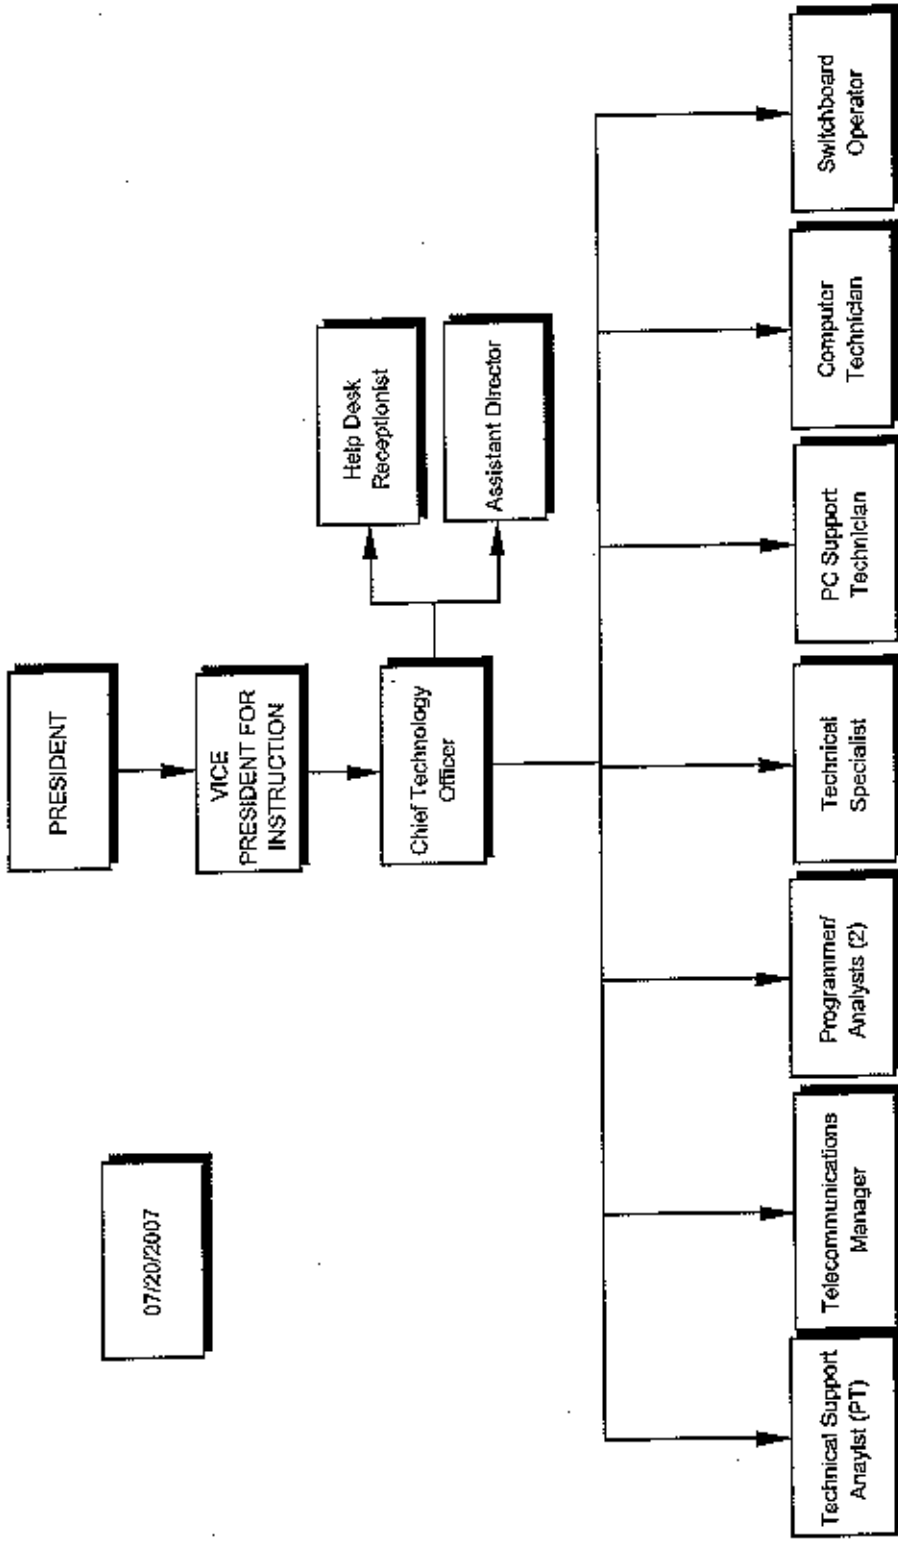 PRESIDENT
07/20/2007
VICE
PRESIDENT FOR
INSTRUCTION
Help Desk
Receptionist
Chief Technology
Officer
Assistant Director
Technical Support
Anaylst (PT)
Telecommunications
Manager
Programmer/
Analysts (2)
Technical
Specialist
PC Support
Technician
Computer
Technician
Switchboard
Operator